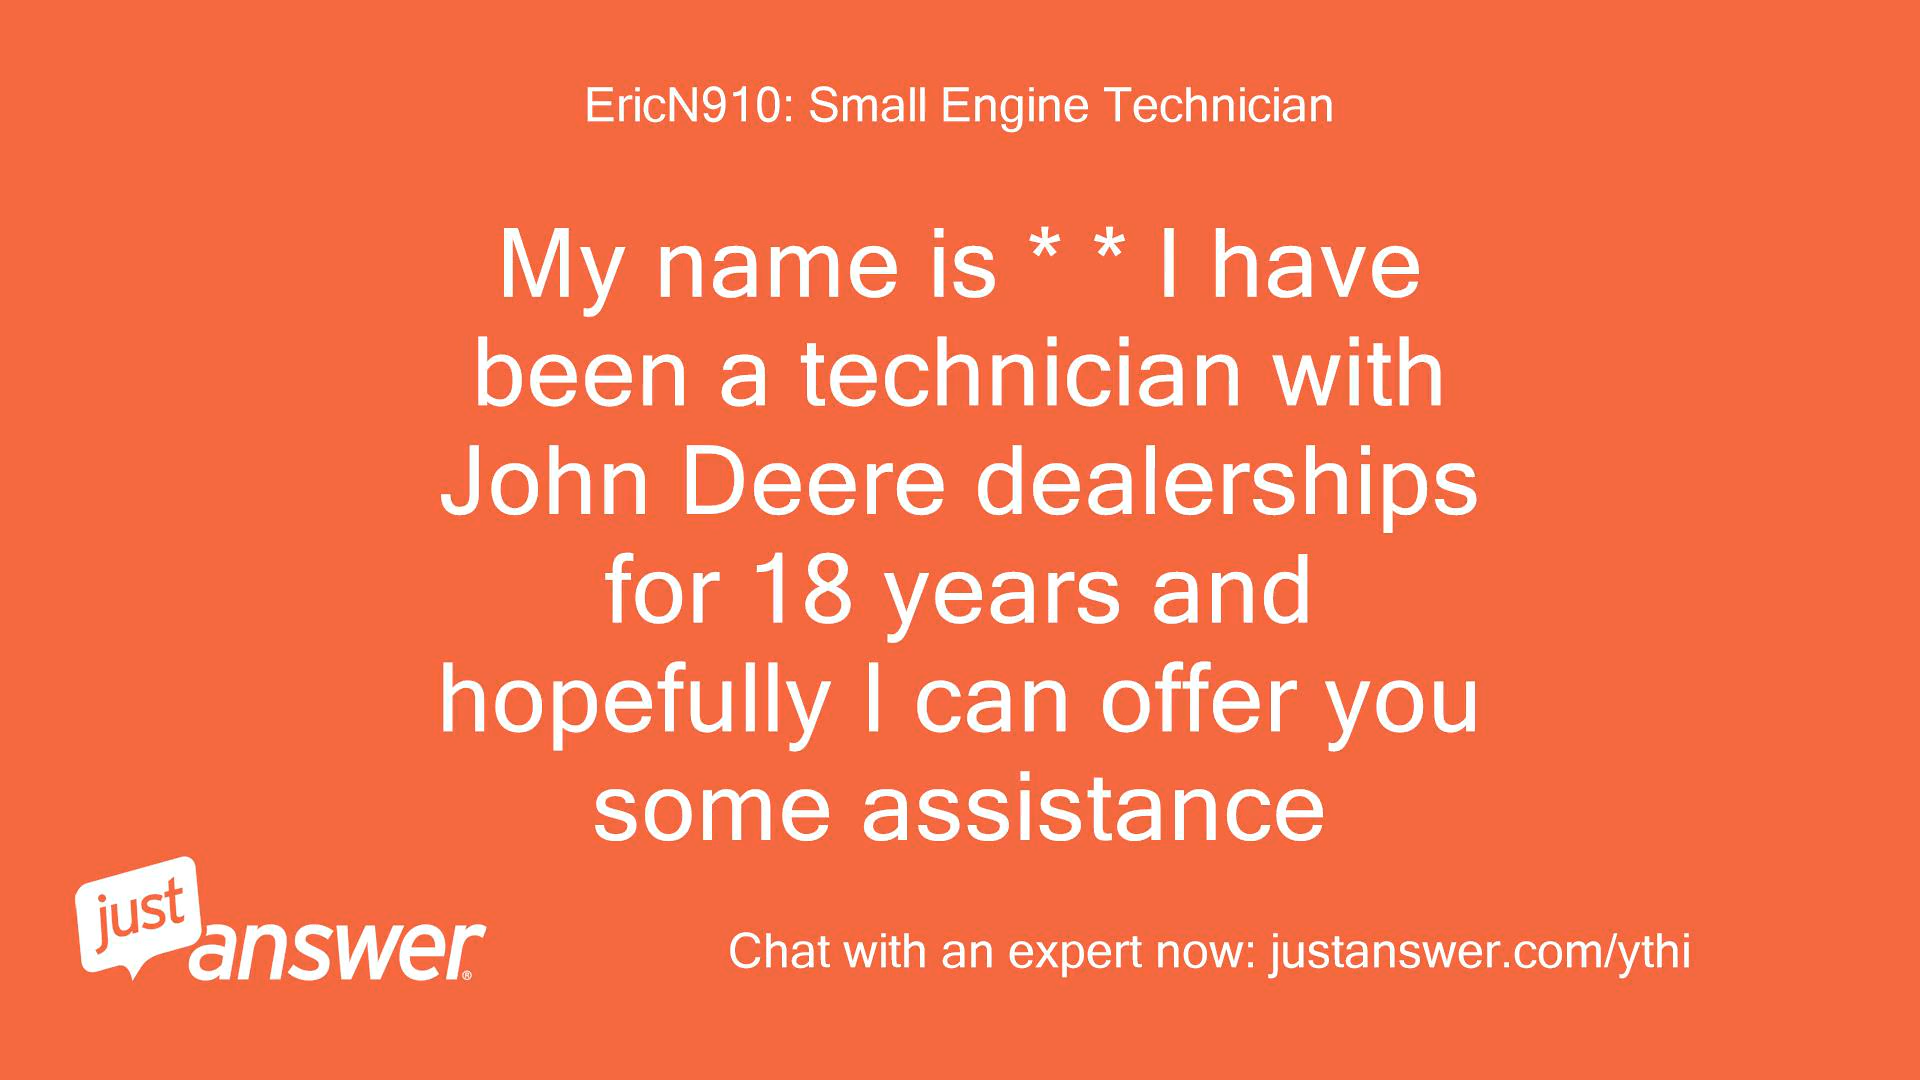 EricN910: Small Engine Technician
My name is * * I have
been a technician with
John Deere dealerships
for 18 years and
hopefully I can offer you
some assistance
just
answer®
Chat with an expert now: justanswer.com/ythi